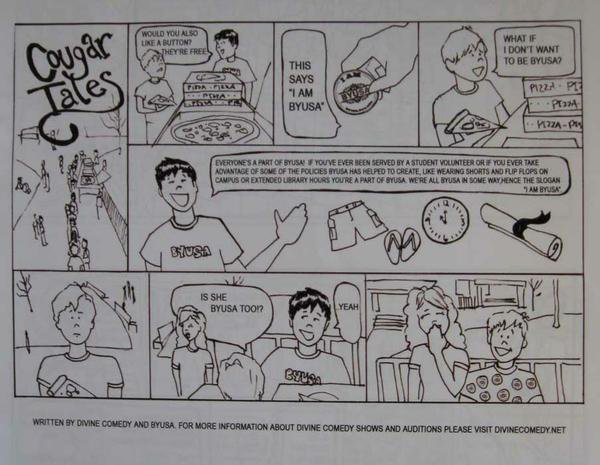 Cougar
Tales
WOULD YOU ALSO
LIKE A BUTTON?
THEY'RE FREE.
PIZZA - PIZZA
THIS
SAYS
"I AM
BYUSA"
I AM
BYUSA
WHAT IF
I DON'T WANT
TO BE BYUSA?
PIZZA
PIZZA
PIZZA
EVERYONE'S A PART OF BYUSA! IF YOU'VE EVER BEEN SERVED BY A STUDENT VOLUNTEER OR IF YOU EVER TAKE
ADVANTAGE OF SOME OF THE POLICIES BYUSA HAS HELPED TO CREATE, LIKE WEARING SHORTS AND FLIP FLOPS ON
CAMPUS OR EXTENDED LIBRARY HOURS YOU'RE A PART OF BYUSA. WE'RE ALL BYUSA IN SOME WAY,HENCE THE SLOGAN
"I AM BYUSA"
BYUSA
IS SHE
BYUSA TOO!?
YEAH
BYUSA
WRITTEN BY DIVINE COMEDY AND BYUSA. FOR MORE INFORMATION ABOUT DIVINE COMEDY SHOWS AND AUDITIONS PLEASE VISIT DIVINECOMEDY.NET